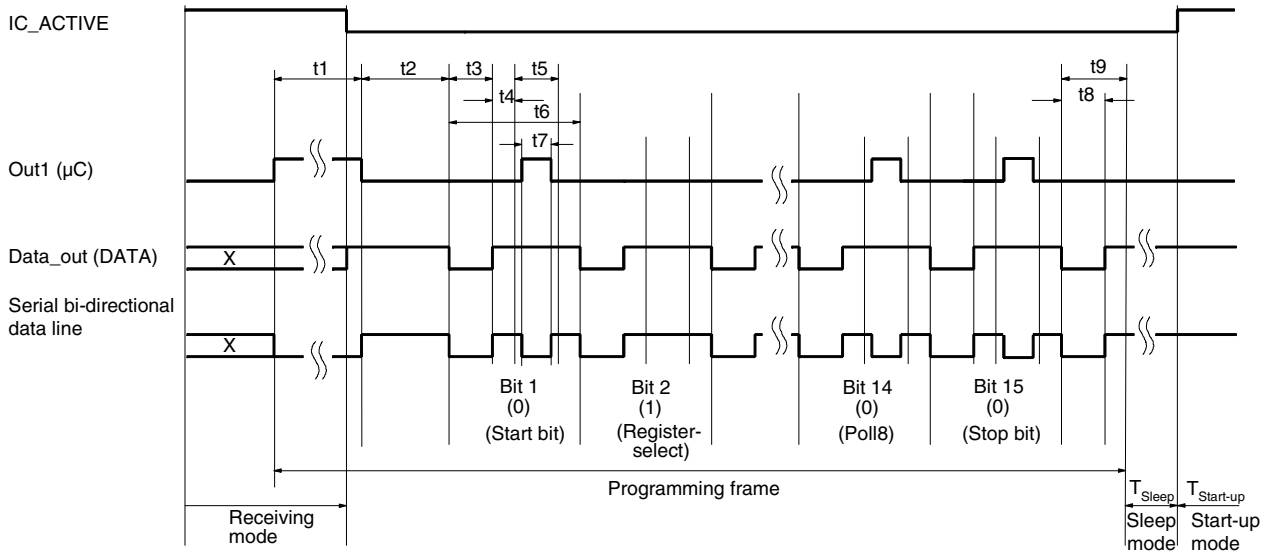 IC_ACTIVE
t1 t2 t3 t5 t9
t4 t6 t8
t7
Out1 (µC)
Data_out (DATA)
X
Serial bi-directional
data line
X
Bit 1 Bit 2 Bit 14 Bit 15
(0) (1) (0) (0)
(Start bit) (Register- (Poll8) (Stop bit)
select)
Programming frame
TSleep TStart-up
Receiving Sleep Start-up
mode mode mode